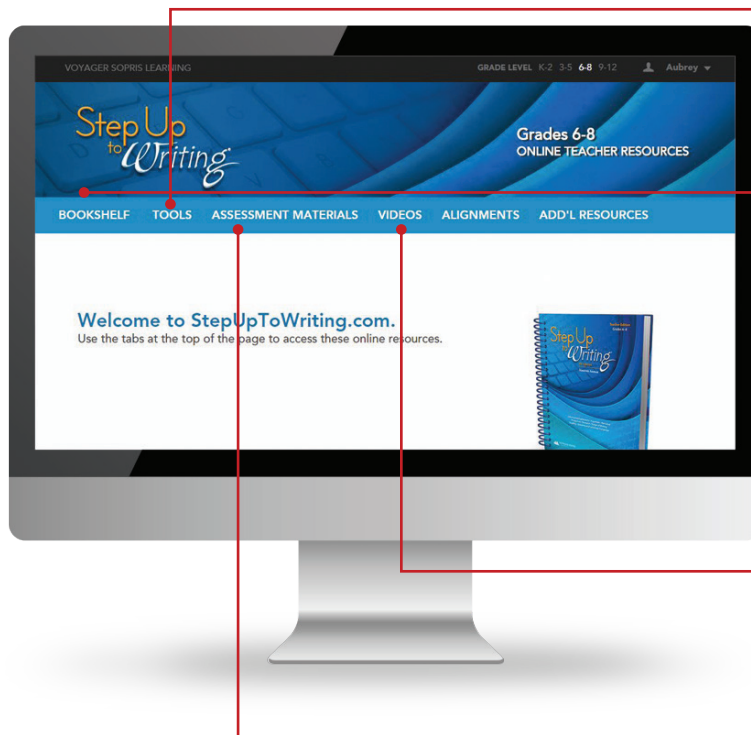 VOYAGER SOPRIS LEARNING
GRADE LEVEL K-2 3-5 6-8 9-12 Aubrey
Step Up
to Writing
Grades 6-8
ONLINE TEACHER RESOURCES
BOOKSHELF TOOLS ASSESSMENT MATERIALS VIDEOS ALIGNMENTS ADD'L RESOURCES
Welcome to StepUpToWriting.com.
Use the tabs at the top of the page to access these online resources.
Step Up
to Writing